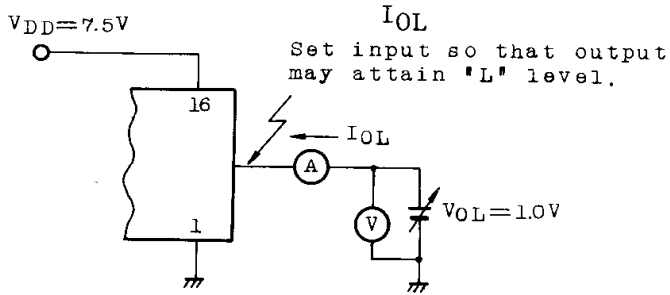 IOL
VDD=7.5V
Set input so that output
may attain "L" level.
16
IOL
A
1
V
VOL=1.0V